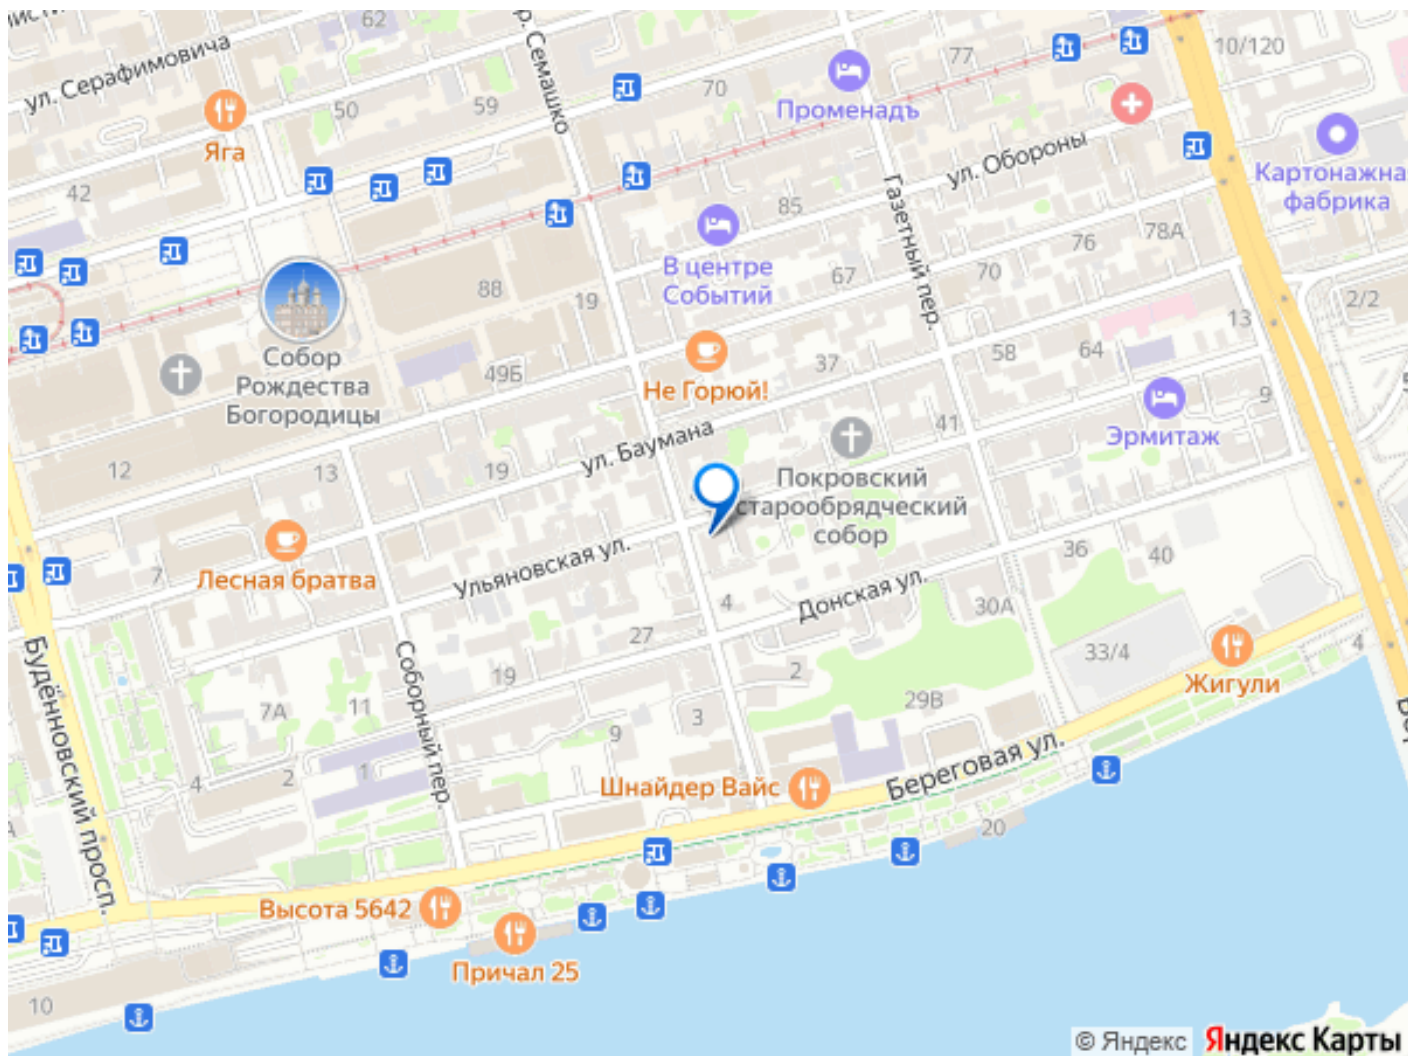 62
р. Семашко
ул. Серафимовича
50
59
70
77
10/120
Променадъ
Яга
ул. Обороны
Картонажна
фабрика
42
85
Газетный пер.
76
78А
В центре
Событий
67
70
88
19
2/2
13
Собор
Рождества
Богородицы
49Б
Не Горюй!
37
58
64
9
41
Эрмитаж
12
13
19
ул. Баумана
Покровский
старообрядческий
собор
7
Лесная братва
Ульяновская ул.
36
40
4
Донская ул.
30А
27
33/4
4
Будённовский просп.
Соборный пер.
19
2
Жигули
7А
11
3
29В
9
4
2
1
Шнайдер Вайс
Береговая ул.
20
Высота 5642
Причал 25
10
© Яндекс
Яндекс Карты